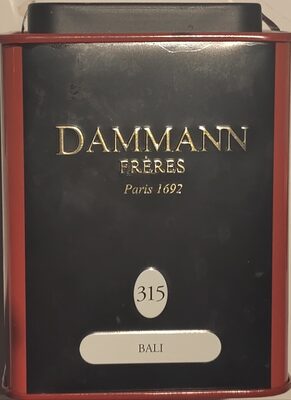 DAMMANN
FRÈRES
Paris 1692
315
BALI